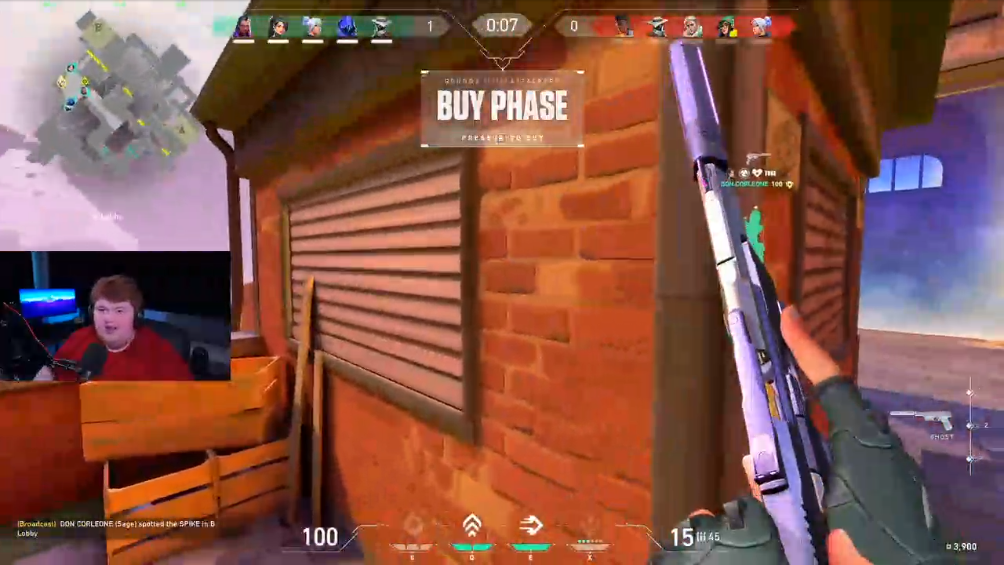 1
0:07
0
BUY PHASE
DON CORLEONE 100
GHOST
2
(Broadcast) DON CORLEONE (Sage) spotted the SPIKE in B
Lobby
100
Q
E
X
15 45
3,900